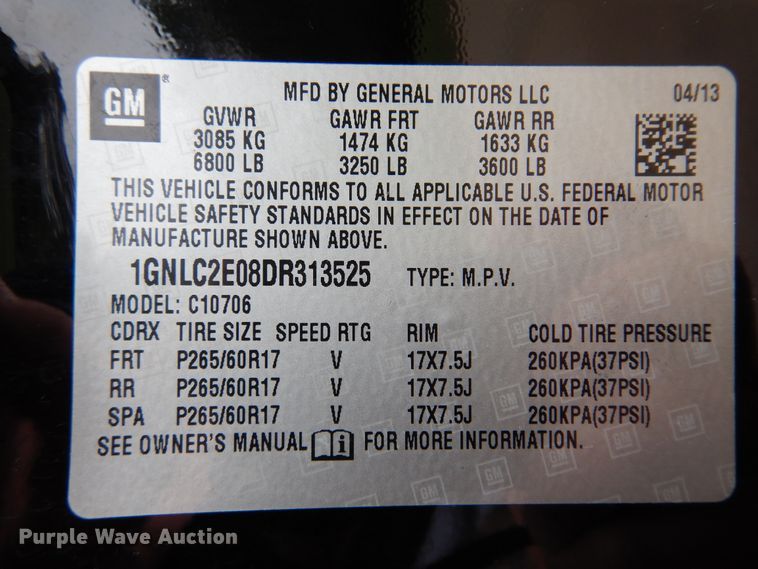 GM ®
MFD BY GENERAL MOTORS LLC 04/13
GVWR GAWR FRT GAWR RR
3085 KG 1474 KG 1633 KG
6800 LB 3250 LB 3600 LB
THIS VEHICLE CONFORMS TO ALL APPLICABLE U.S. FEDERAL MOTOR
VEHICLE SAFETY STANDARDS IN EFFECT ON THE DATE OF
MANUFACTURE SHOWN ABOVE.
1GNLC2E08DR313525 TYPE: M.P.V.
MODEL: C10706
CDRX TIRE SIZE SPEED RTG RIM COLD TIRE PRESSURE
FRT P265/60R17 V 17X7.5J 260KPA(37PSI)
RR P265/60R17 V 17X7.5J 260KPA(37PSI)
SPA P265/60R17 V 17X7.5J 260KPA(37PSI)
SEE OWNER'S MANUAL i FOR MORE INFORMATION.
Purple Wave Auction